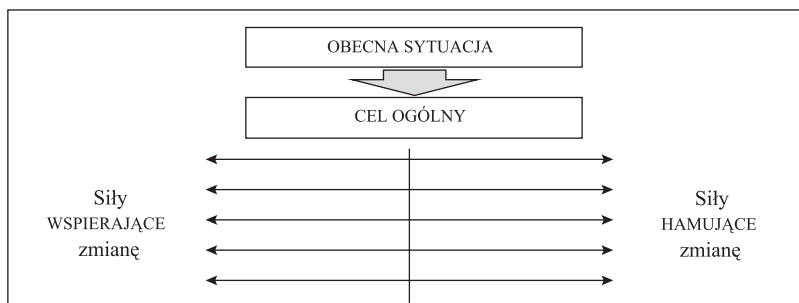 OBECNA SYTUACJA
CEL OGÓLNY
Siły
WSPIERAJĄCE
zmianę
Siły
HAMUJĄCE
zmianę